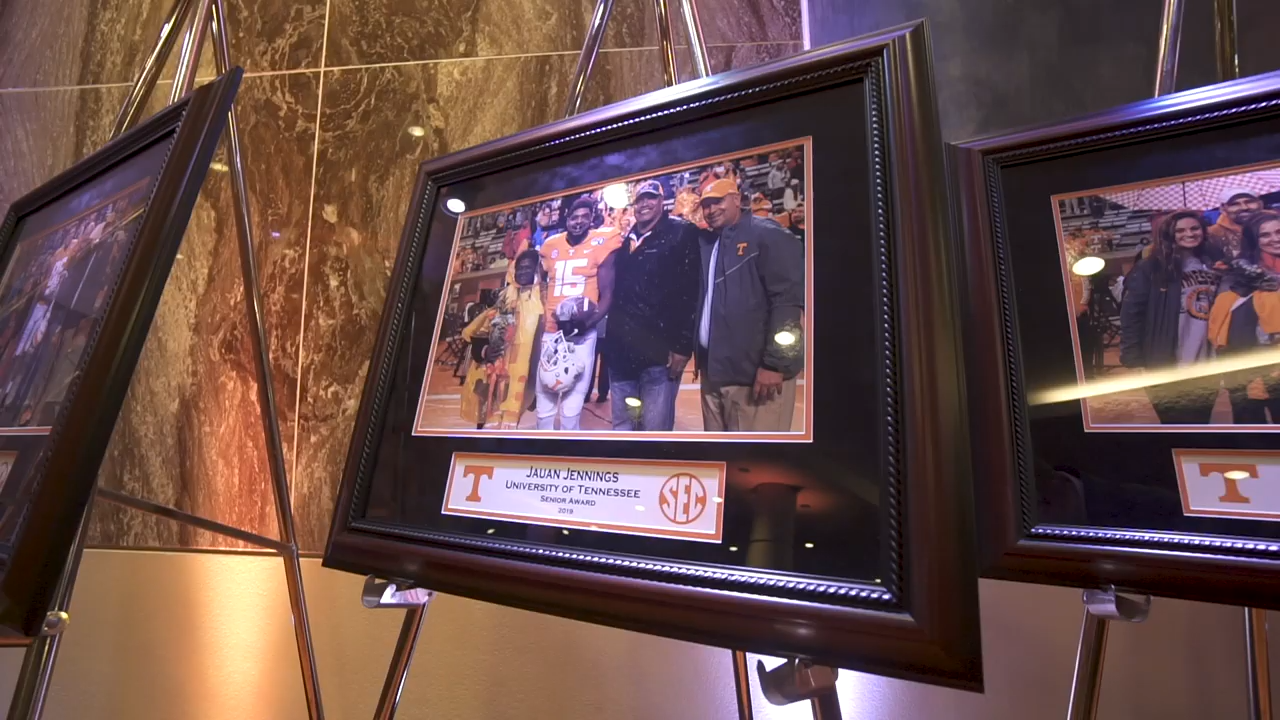 15
T
T
JAUAN JENNINGS
UNIVERSITY OF TENNESSEE
SENIOR AWARD
2019
SEC
T